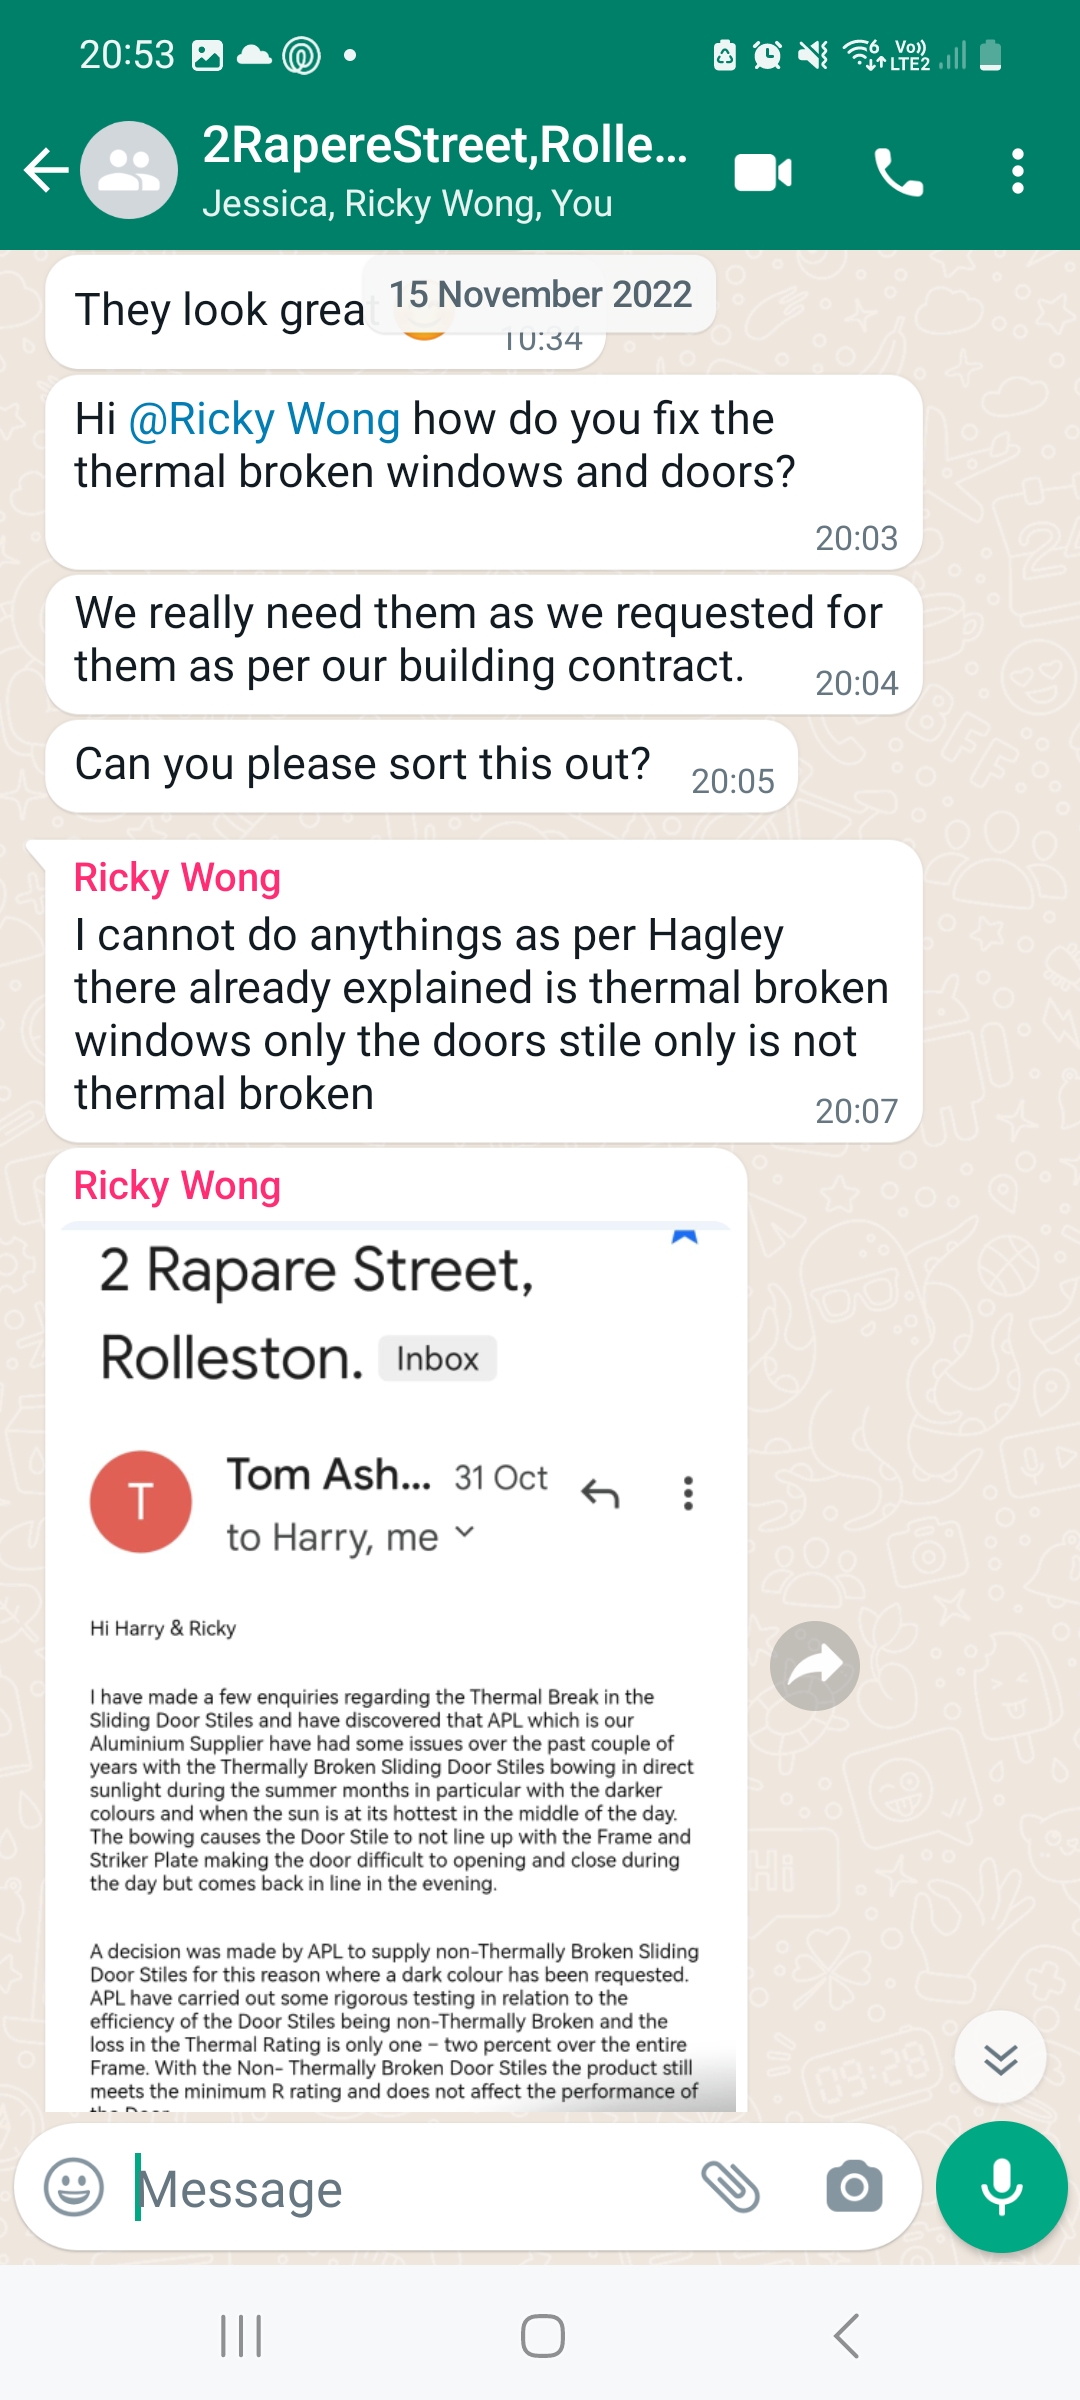 20:53
Vo))
6 LTE2
2RapereStreet,Rolle...
Jessica, Ricky Wong, You
15 November 2022
They look great
10:34
Hi @Ricky Wong how do you fix the
thermal broken windows and doors?
20:03
We really need them as we requested for
them as per our building contract.
20:04
Can you please sort this out?
20:05
Ricky Wong
I cannot do anythings as per Hagley
there already explained is thermal broken
windows only the doors stile only is not
thermal broken
20:07
Ricky Wong
2 Rapare Street,
Rolleston. Inbox
T
Tom Ash... 31 Oct
to Harry, me
Hi Harry & Ricky
I have made a few enquiries regarding the Thermal Break in the
Sliding Door Stiles and have discovered that APL which is our
Aluminium Supplier have had some issues over the past couple of
years with the Thermally Broken Sliding Door Stiles bowing in direct
sunlight during the summer months in particular with the darker
colours and when the sun is at its hottest in the middle of the day.
The bowing causes the Door Stile to not line up with the Frame and
Striker Plate making the door difficult to opening and close during
the day but comes back in line in the evening.
A decision was made by APL to supply non-Thermally Broken Sliding
Door Stiles for this reason where a dark colour has been requested.
APL have carried out some rigorous testing in relation to the
efficiency of the Door Stiles being non-Thermally Broken and the
loss in the Thermal Rating is only one – two percent over the entire
Frame. With the Non- Thermally Broken Door Stiles the product still
meets the minimum R rating and does not affect the performance of
Message